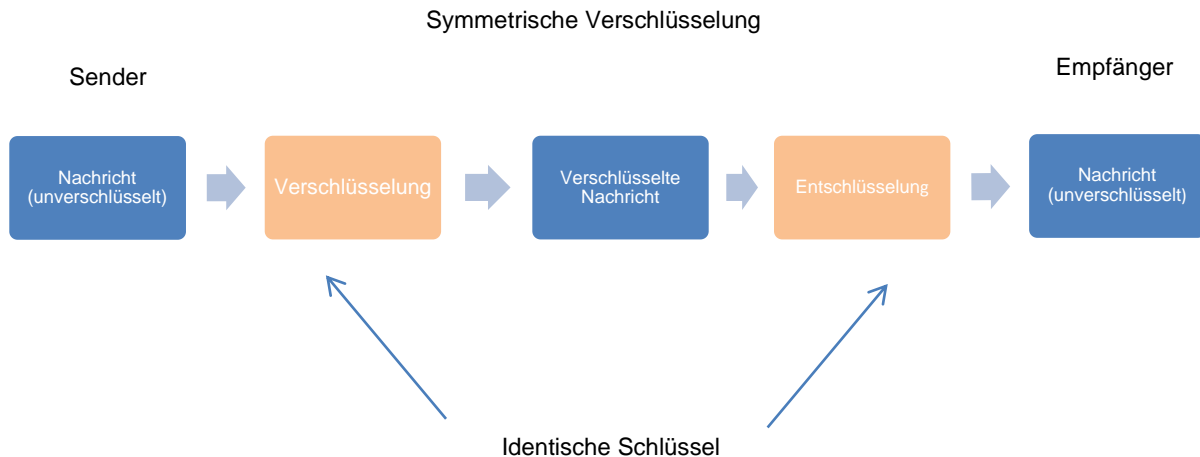 Symmetrische Verschlüsselung
Sender
Empfänger
Nachricht
(unverschlüsselt)
Verschlüsselung
Verschlüsselte
Nachricht
Entschlüsselung
Nachricht
(unverschlüsselt)
Identische Schlüssel